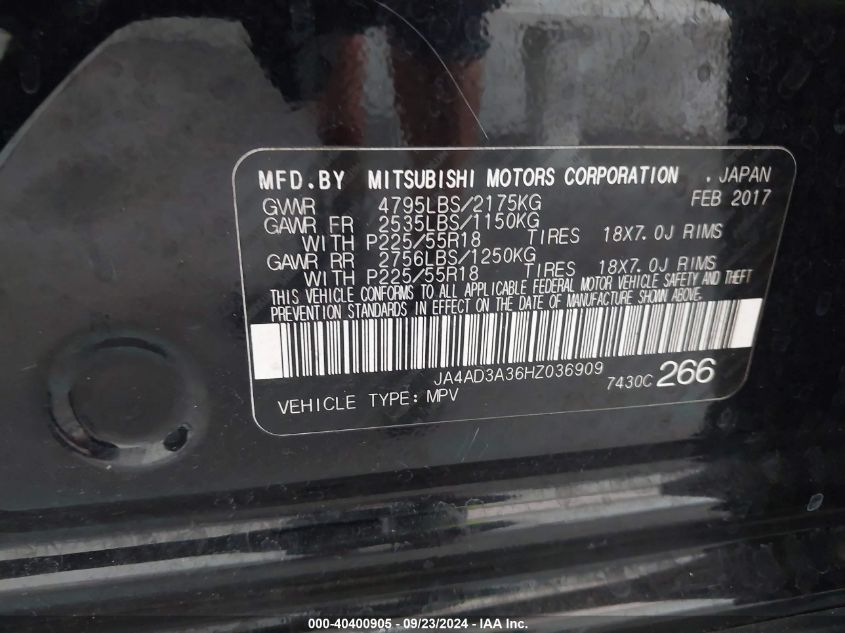 MFD.BY MITSUBISHI MOTORS CORPORATION . JAPAN
FEB 2017
GVWR 4795LBS/2175KG
GAWR FR 2535LBS/1150KG
WITH P225/55R18 TIRES 18X7.0J RIMS
GAWR RR 2756LBS/1250KG
WITH P225/55R18 TIRES 18X7.0J RIMS
THIS VEHICLE CONFORMS TO ALL APPLICABLE FEDERAL MOTOR VEHICLE SAFETY AND THEFT
PREVENTION STANDARDS IN EFFECT ON THE DATE OF MANUFACTURE SHOWN ABOVE.
JA4AD3A36HZ036909
7430C 266
VEHICLE TYPE: MPV
000-40400905 - 09/23/2024 - IAA Inc.